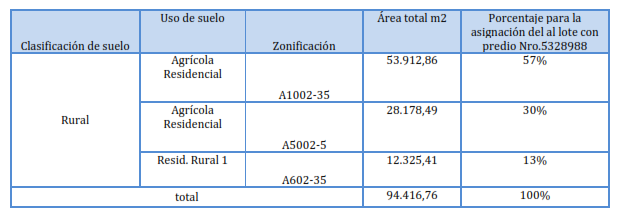 Clasificación de suelo
Uso de suelo
Zonificación
Área total m2
Porcentaje para la
asignación del al lote con
predio Nro.5328988
Rural
Agrícola
Residencial
A1002-35
53.912,86
57%
Agrícola
Residencial
A5002-5
28.178,49
30%
Resid. Rural 1
A602-35
12.325,41
13%
total
94.416,76
100%